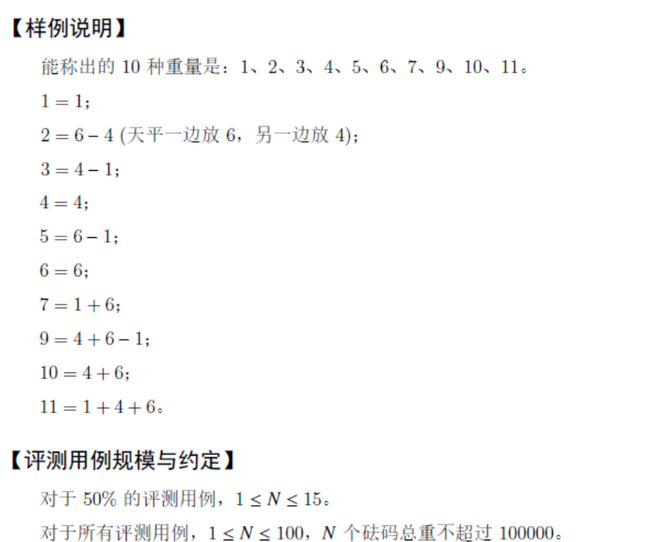 【样例说明】
能称出的 10 种重量是：1、2、3、4、5、6、7、9、10、11。
1 = 1；
2 = 6 − 4 (天平一边放 6，另一边放 4)；
3 = 4 − 1；
4 = 4；
5 = 6 − 1；
6 = 6；
7 = 1 + 6；
9 = 4 + 6 − 1；
10 = 4 + 6；
11 = 1 + 4 + 6。
【评测用例规模与约定】
对于 50% 的评测用例，1 ≤ N ≤ 15。
对于所有评测用例，1 ≤ N ≤ 100，N 个砝码总重不超过 100000。